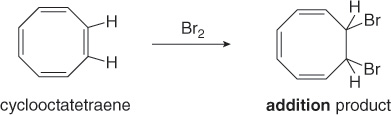 H
H
Br₂
H
Br
Br
H
cyclooctatetraene
addition product